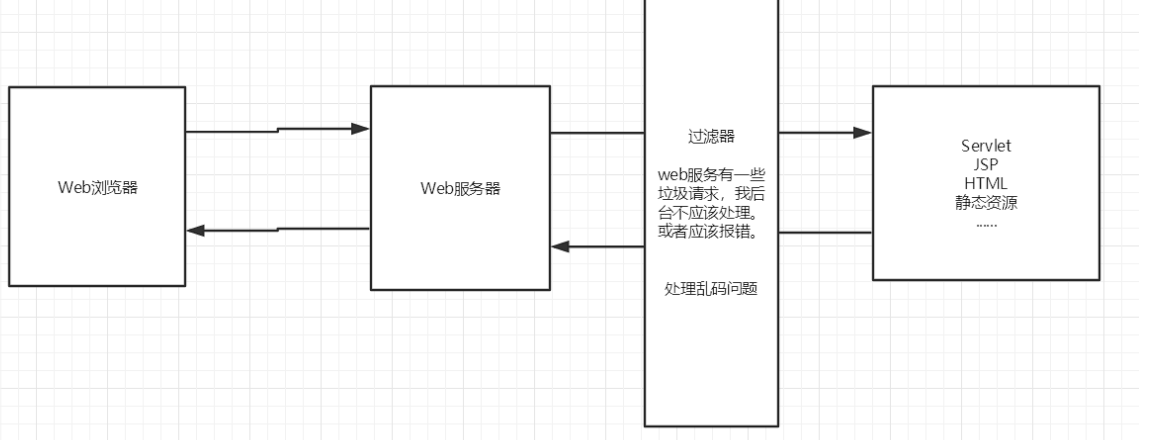 Web浏览器
Web服务器
过滤器
web服务有一些
垃圾请求，我后
台不应该处理。
或者应该报错。
处理乱码问题
Servlet
JSP
HTML
静态资源
......